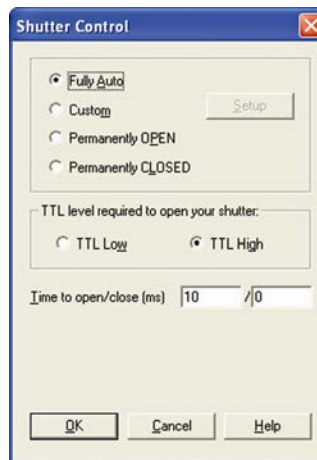 Shutter Control
Fully Auto
Custom
Setup
Permanently OPEN
Permanently CLOSED
TTL level required to open your shutter:
TTL Low
TTL High
Time to open/close (ms) 10 / 0
OK Cancel Help